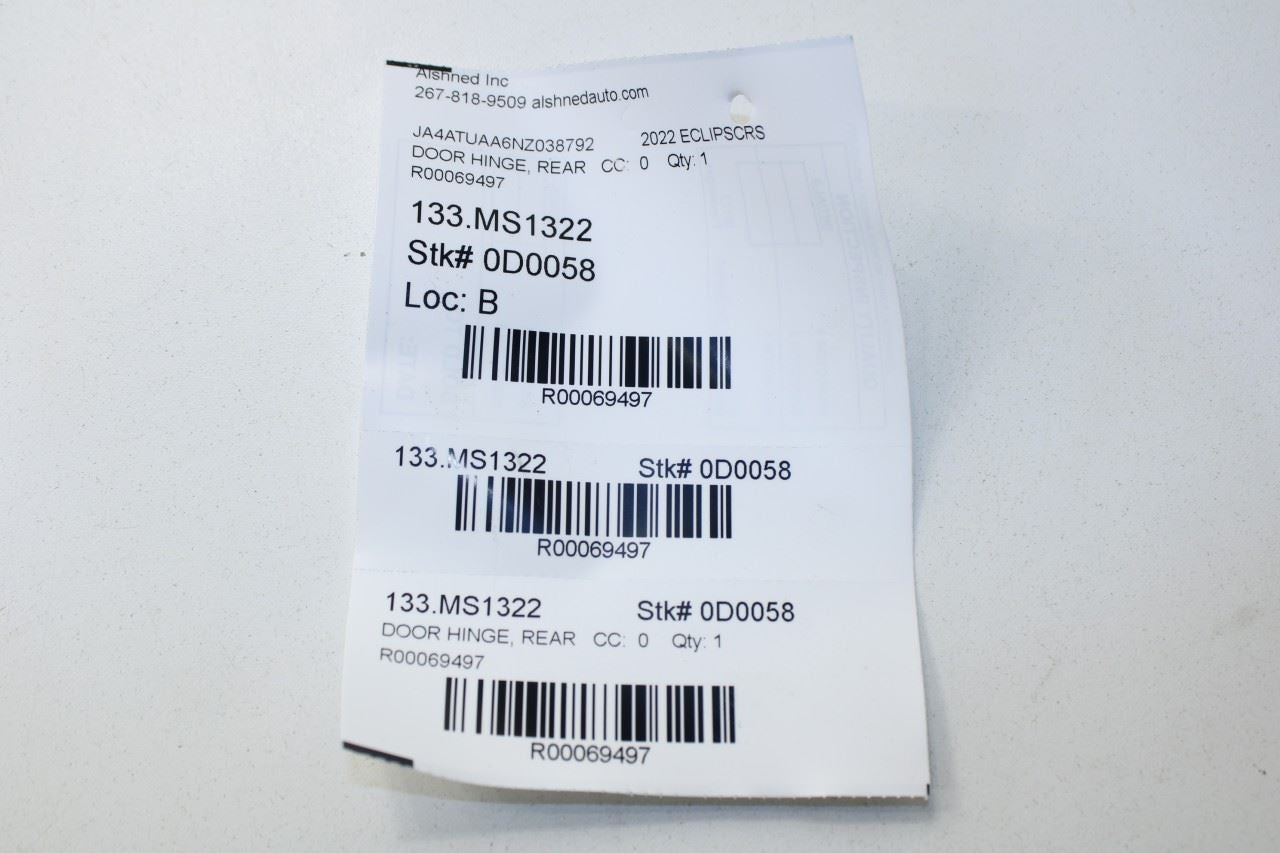 Alshned Inc
267-818-9509 alshnedauto.com
JA4ATUAA6NZ038792 2022 ECLIPSCRS
DOOR HINGE, REAR CC: 0 Qty: 1
R00069497
133.MS1322
Stk# 0D0058
Loc: B
R00069497
133.MS1322 Stk# 0D0058
R00069497
133.MS1322 Stk# 0D0058
DOOR HINGE, REAR CC: 0 Qty: 1
R00069497
R00069497